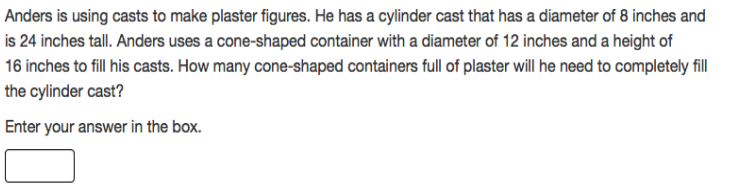 Anders is using casts to make plaster figures. He has a cylinder cast that has a diameter of 8 inches and
is 24 inches tall. Anders uses a cone-shaped container with a diameter of 12 inches and a height of
16 inches to fill his casts. How many cone-shaped containers full of plaster will he need to completely fill
the cylinder cast?
Enter your answer in the box.